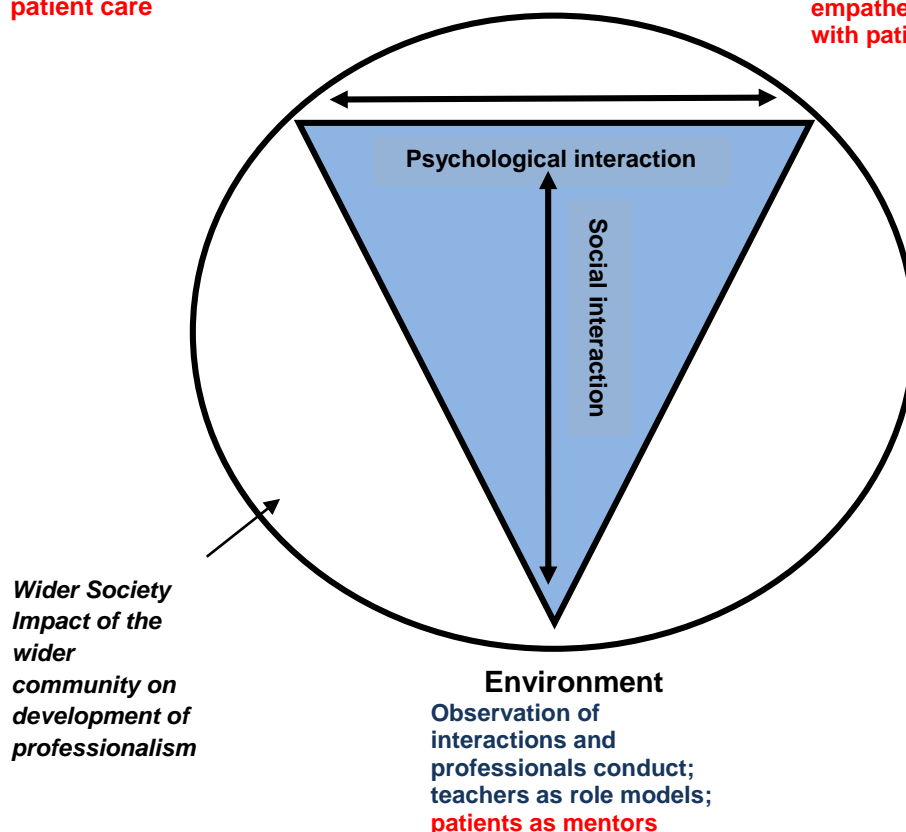 patient care
with pati
Psychological interaction
Social interaction
Wider Society
Impact of the
wider
community on
development of
professionalism
Environment
Observation of
interactions and
professionals conduct;
teachers as role models;
patients as mentors